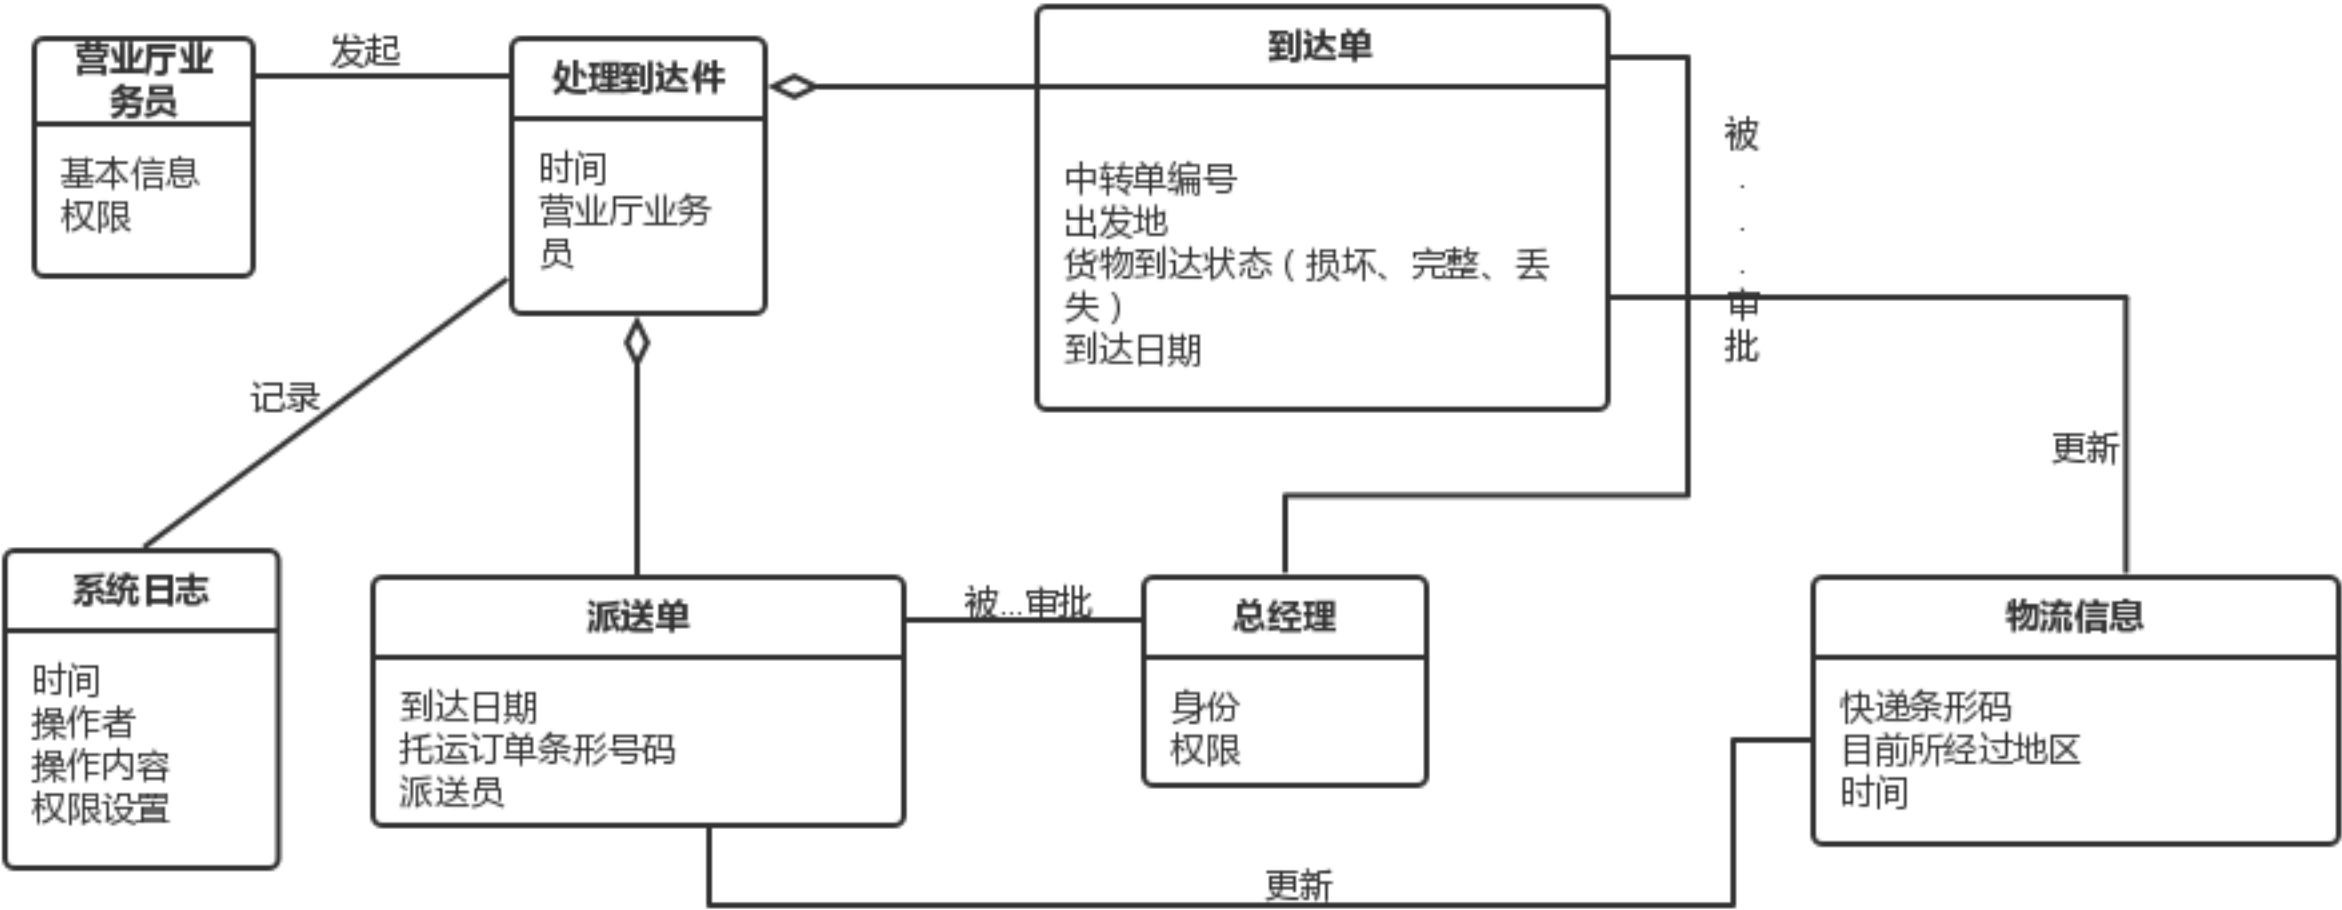 营业厅业
务员
基本信息
权限
发起
处理到达件
时间
营业厅业务
员
到达单
中转单编号
出发地
货物到达状态（损坏、完整、丢
失）
到达日期
被
.
.
.
审
批
更新
记录
系统日志
时间
操作者
操作内容
权限设置
派送单
到达日期
托运订单条形号码
派送员
被...审批
总经理
身份
权限
物流信息
快递条形码
目前所经过地区
时间
更新